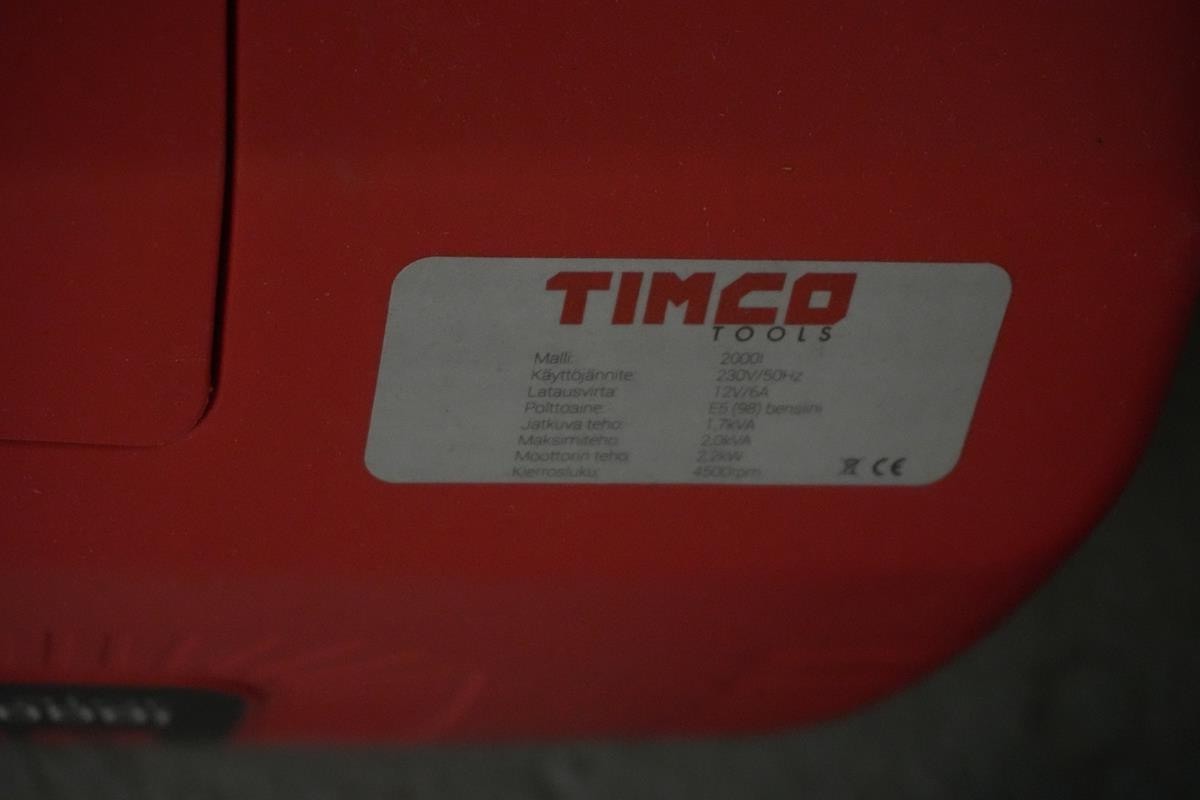 TIMCO
TOOLS
Malli: 2000i
Käyttöjännite: 230V/50Hz
Latausvirta: 12V/6A
Polttoaine: E5 (98) bensiini
Jatkuva teho: 1,7kVA
Maksimiteho: 2,0kVA
Moottorin teho: 2,2kW
Kierrosluku: 4500rpm
CE